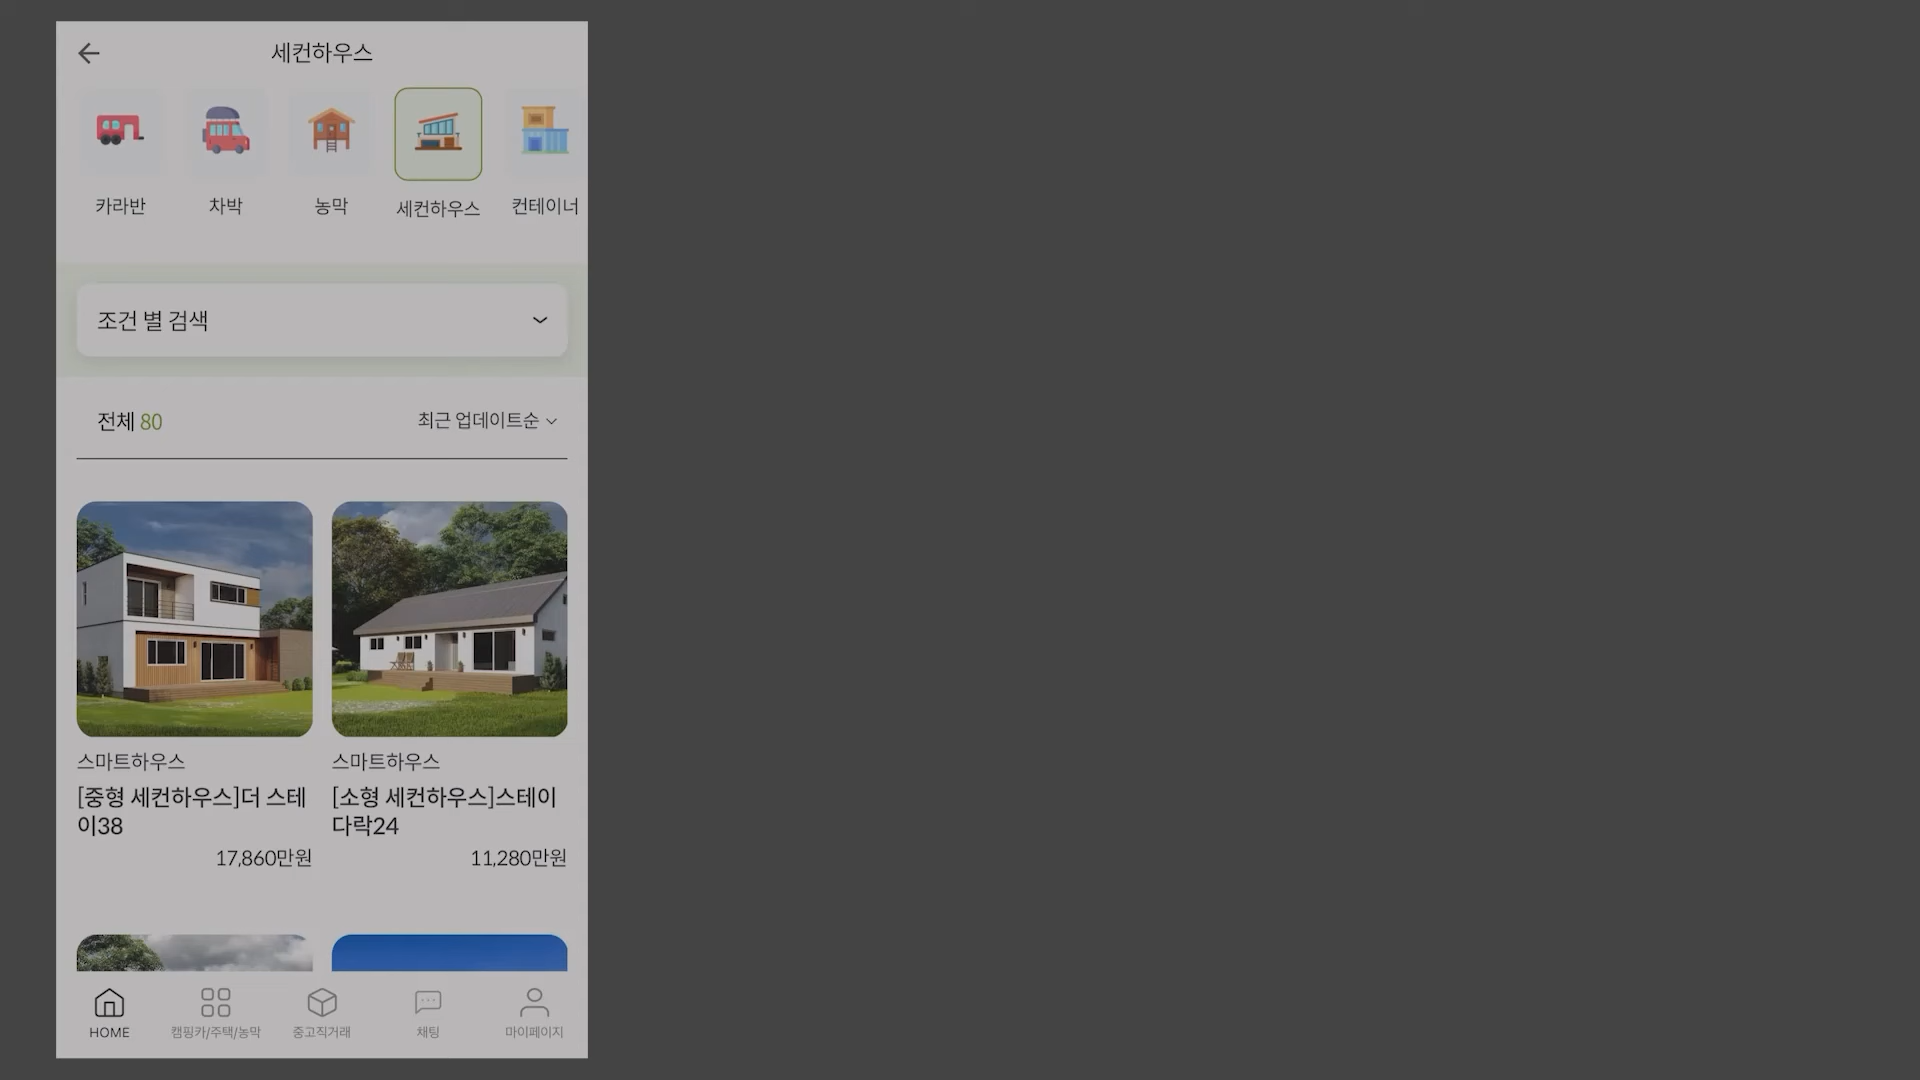 세컨하우스
카라반
차박
농막
세컨하우스
컨테이너
조건 별 검색
전체 80
최근 업데이트순
스마트하우스
[중형 세컨하우스]더 스테
이38
17,860만원
스마트하우스
[소형 세컨하우스]스테이
다락24
11,280만원
HOME
캠핑카/주택/농막
중고직거래
채팅
마이페이지